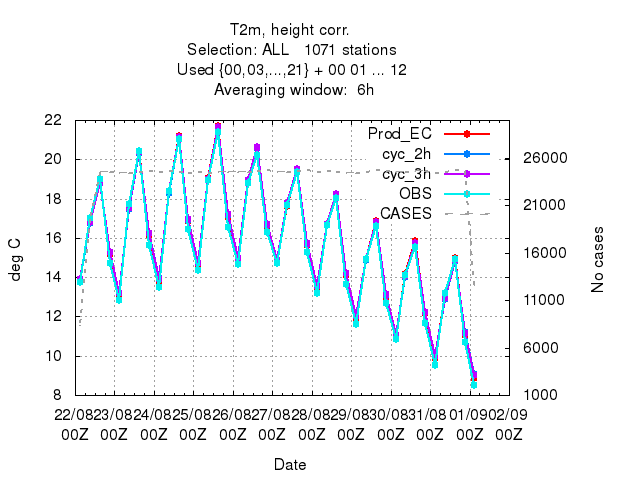 T2m, height corr.
Selection: ALL 1071 stations
Used {00,03,...,21} + 00 01 ... 12
Averaging window: 6h
22
20
18
16
14
12
10
8
deg C
Prod_EC
cyc_2h
cyc_3h
OBS
CASES
26000
21000
16000
11000
6000
1000
No cases
22/08 23/08 24/08 25/08 26/08 27/08 28/08 29/08 30/08 31/08 01/09 02/09
00Z 00Z 00Z 00Z 00Z 00Z 00Z 00Z 00Z 00Z 00Z 00Z
Date